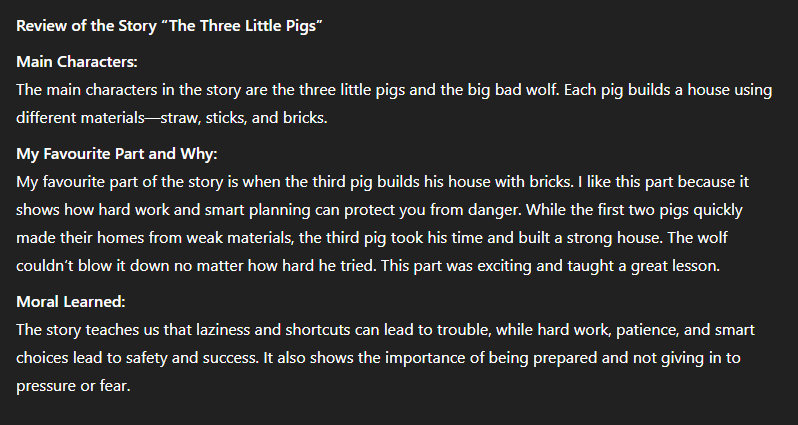 Review of the Story “The Three Little Pigs”
Main Characters:
The main characters in the story are the three little pigs and the big bad wolf. Each pig builds a house using
different materials—straw, sticks, and bricks.
My Favourite Part and Why:
My favourite part of the story is when the third pig builds his house with bricks. I like this part because it
shows how hard work and smart planning can protect you from danger. While the first two pigs quickly
made their homes from weak materials, the third pig took his time and built a strong house. The wolf
couldn’t blow it down no matter how hard he tried. This part was exciting and taught a great lesson.
Moral Learned:
The story teaches us that laziness and shortcuts can lead to trouble, while hard work, patience, and smart
choices lead to safety and success. It also shows the importance of being prepared and not giving in to
pressure or fear.